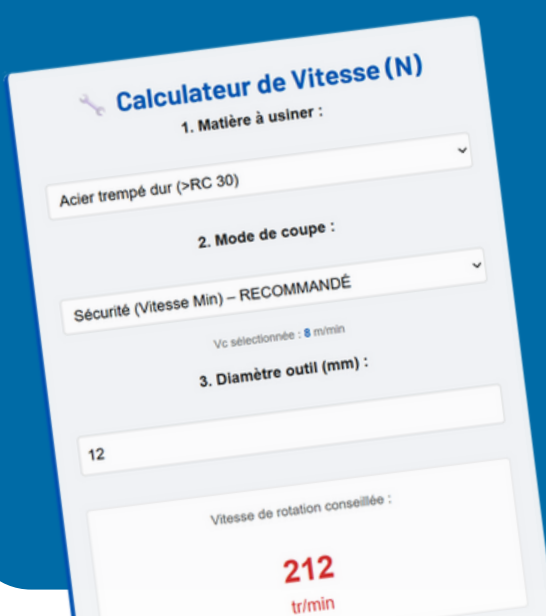 Calculateur de Vitesse (N)
1. Matière à usiner :
Acier trempé dur (>RC 30)
2. Mode de coupe :
Sécurité (Vitesse Min) – RECOMMANDÉ
Vc sélectionnée : 8 m/min
3. Diamètre outil (mm) :
12
Vitesse de rotation conseillée :
212
tr/min